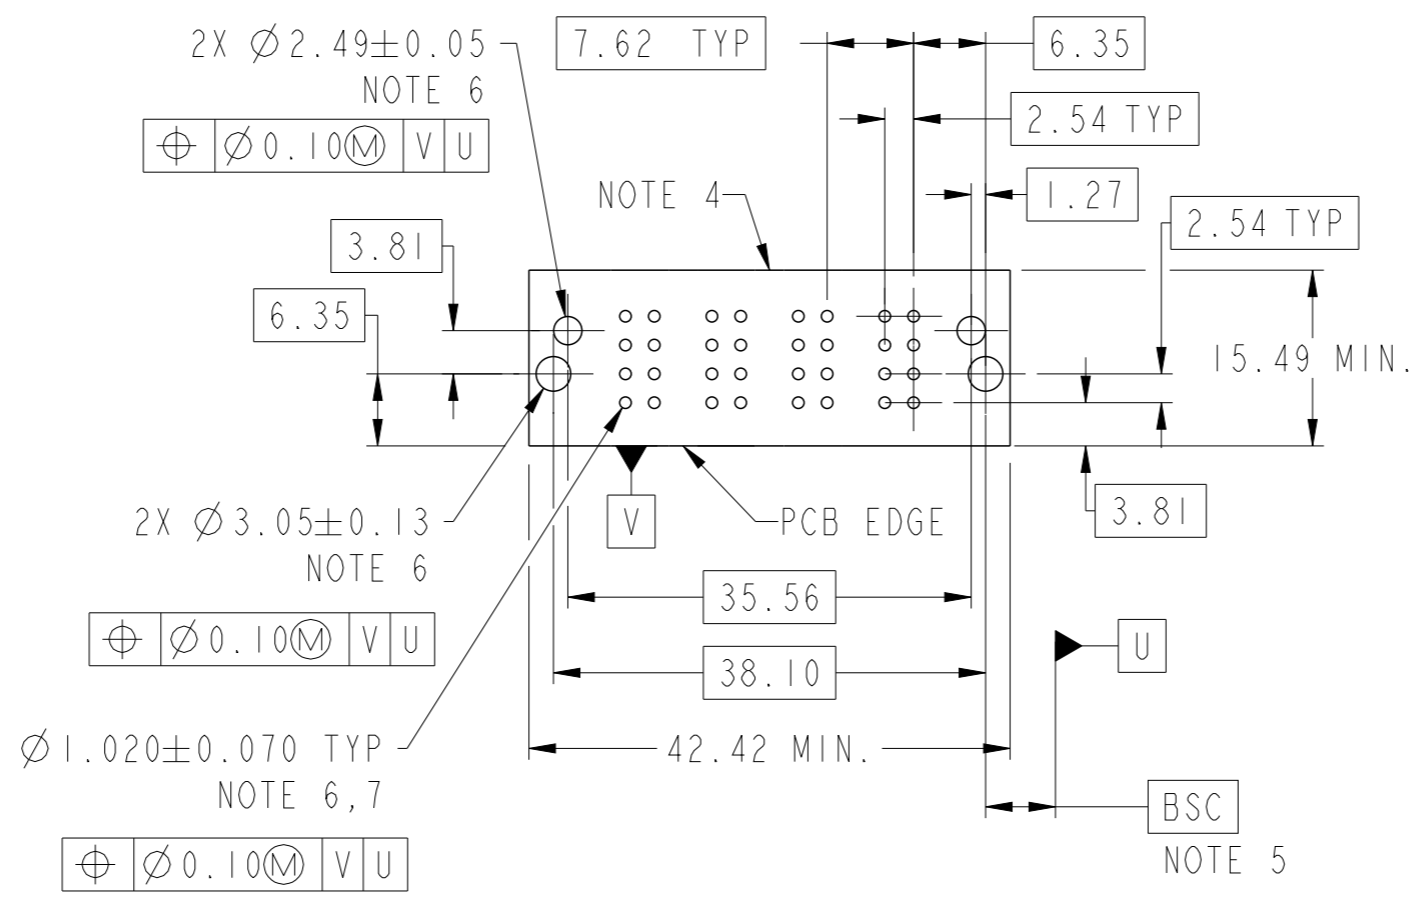 2X ∅2.49±0.05
NOTE 6
⌖ ∅0.10Ⓜ V U
7.62 TYP
6.35
2.54 TYP
NOTE 4
1.27
2.54 TYP
3.81
6.35
15.49 MIN.
3.81
V
PCB EDGE
2X ∅3.05±0.13
NOTE 6
⌖ ∅0.10Ⓜ V U
35.56
U
38.10
∅1.020±0.070 TYP
NOTE 6,7
⌖ ∅0.10Ⓜ V U
42.42 MIN.
BSC
NOTE 5